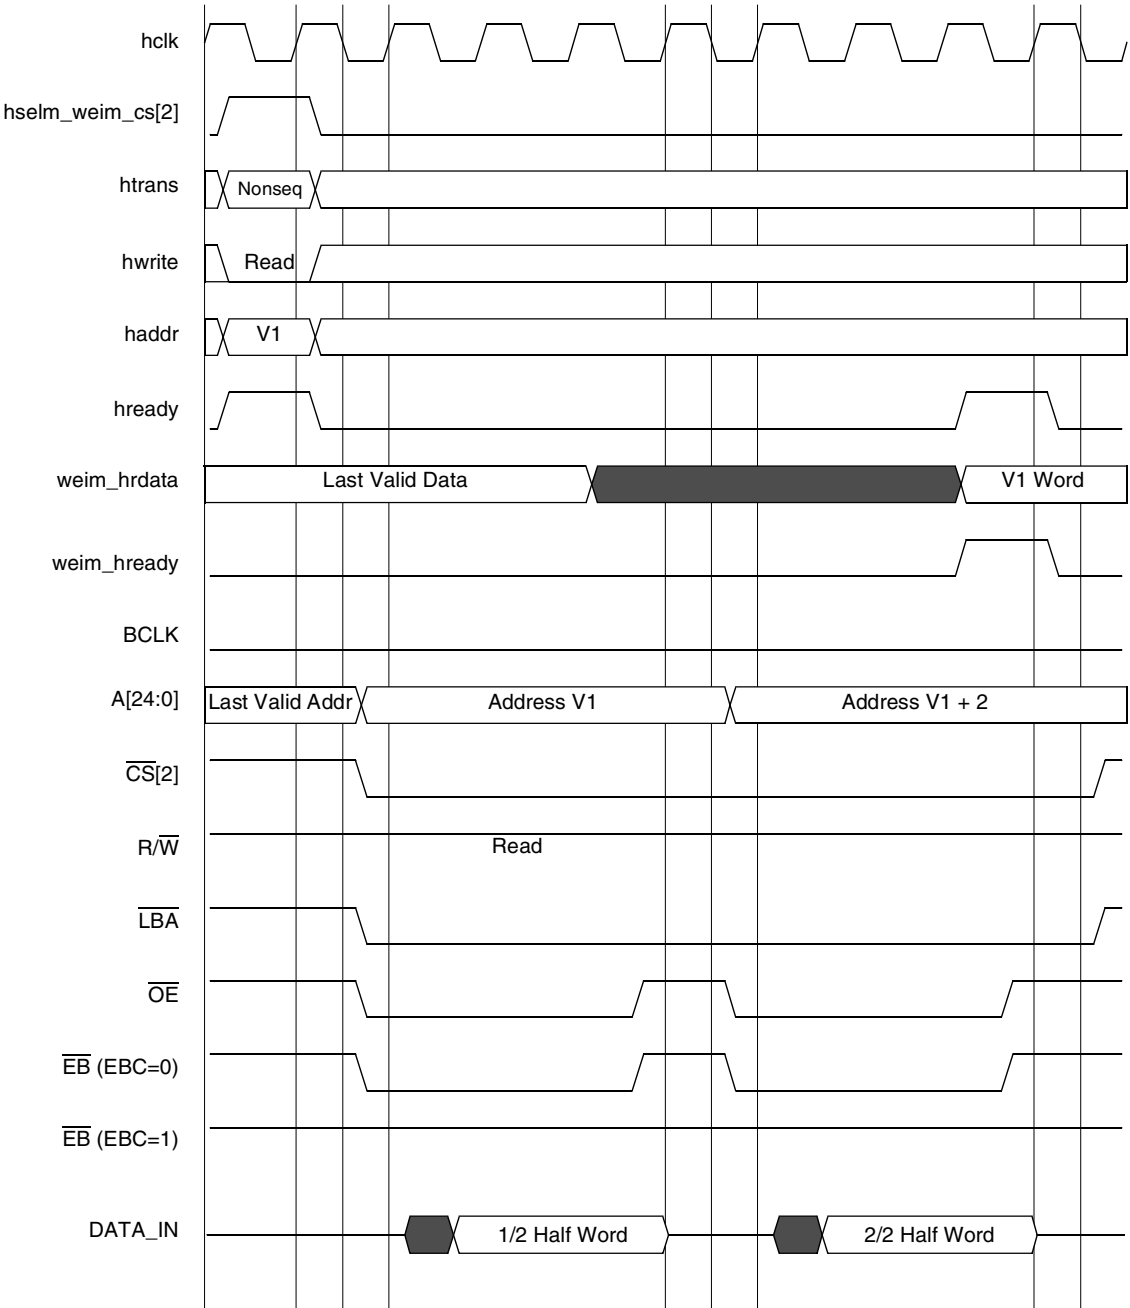 hclk
hselm_weim_cs[2]
htrans Nonseq
hwrite Read
haddr V1
hready
weim_hrdata Last Valid Data V1 Word
weim_hready
BCLK
A[24:0] Last Valid Addr Address V1 Address V1 + 2
CS[2]
R/W Read
LBA
OE
EB (EBC=0)
EB (EBC=1)
DATA_IN 1/2 Half Word 2/2 Half Word